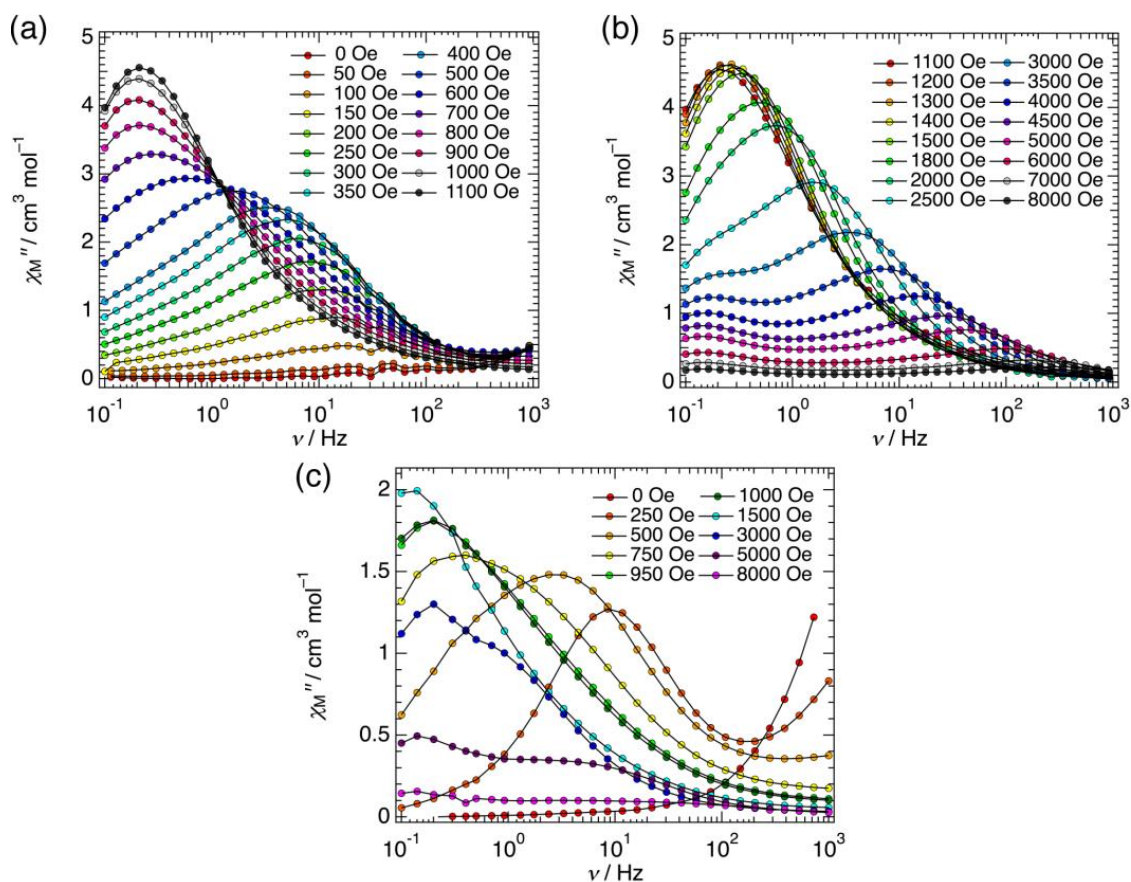 (a)
χM″ / cm³ mol⁻¹
5
4
3
2
1
0
0 Oe 400 Oe
50 Oe 500 Oe
100 Oe 600 Oe
150 Oe 700 Oe
200 Oe 800 Oe
250 Oe 900 Oe
300 Oe 1000 Oe
350 Oe 1100 Oe
10⁻¹ 10⁰ 10¹ 10² 10³
ν / Hz
(b)
χM″ / cm³ mol⁻¹
5
4
3
2
1
0
1100 Oe 3000 Oe
1200 Oe 3500 Oe
1300 Oe 4000 Oe
1400 Oe 4500 Oe
1500 Oe 5000 Oe
1800 Oe 6000 Oe
2000 Oe 7000 Oe
2500 Oe 8000 Oe
10⁻¹ 10⁰ 10¹ 10² 10³
ν / Hz
(c)
χM″ / cm³ mol⁻¹
2
1.5
1
0.5
0
0 Oe 1000 Oe
250 Oe 1500 Oe
500 Oe 3000 Oe
750 Oe 5000 Oe
950 Oe 8000 Oe
10⁻¹ 10⁰ 10¹ 10² 10³
ν / Hz